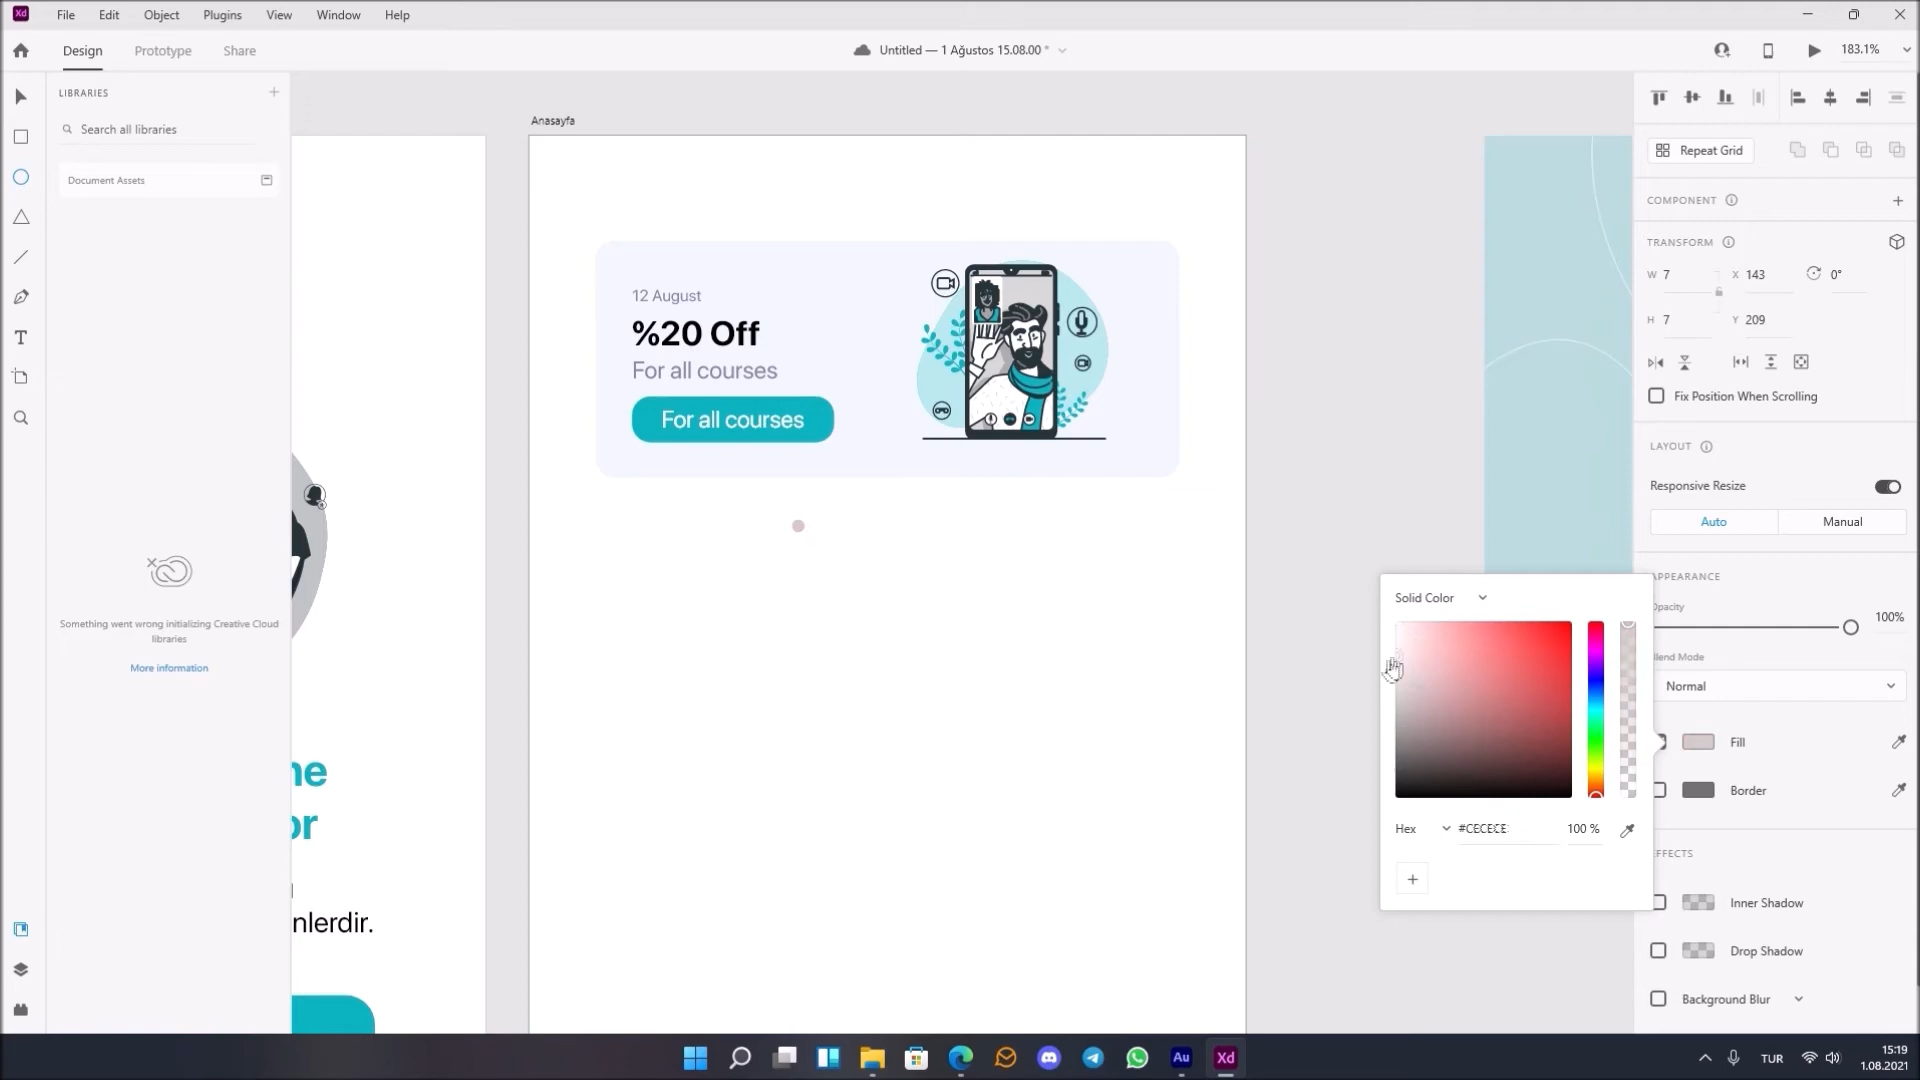 Xd File Edit Object Plugins View Window Help
Design Prototype Share
Untitled — 1 Ağustos 15.08.00 *
183.1%
LIBRARIES
Search all libraries
Document Assets
Something went wrong initializing Creative Cloud
libraries
More information
ne
or
nlerdir.
Anasayfa
12 August
%20 Off
For all courses
For all courses
Solid Color
Hex #CECECE 100 %
Repeat Grid
COMPONENT
TRANSFORM
W 7 X 143 0°
H 7 Y 209
Fix Position When Scrolling
LAYOUT
Responsive Resize
Auto Manual
APPEARANCE
Opacity
100%
Blend Mode
Normal
Fill
Border
EFFECTS
Inner Shadow
Drop Shadow
Background Blur
Au Xd
TUR
15:19
1.08.2021